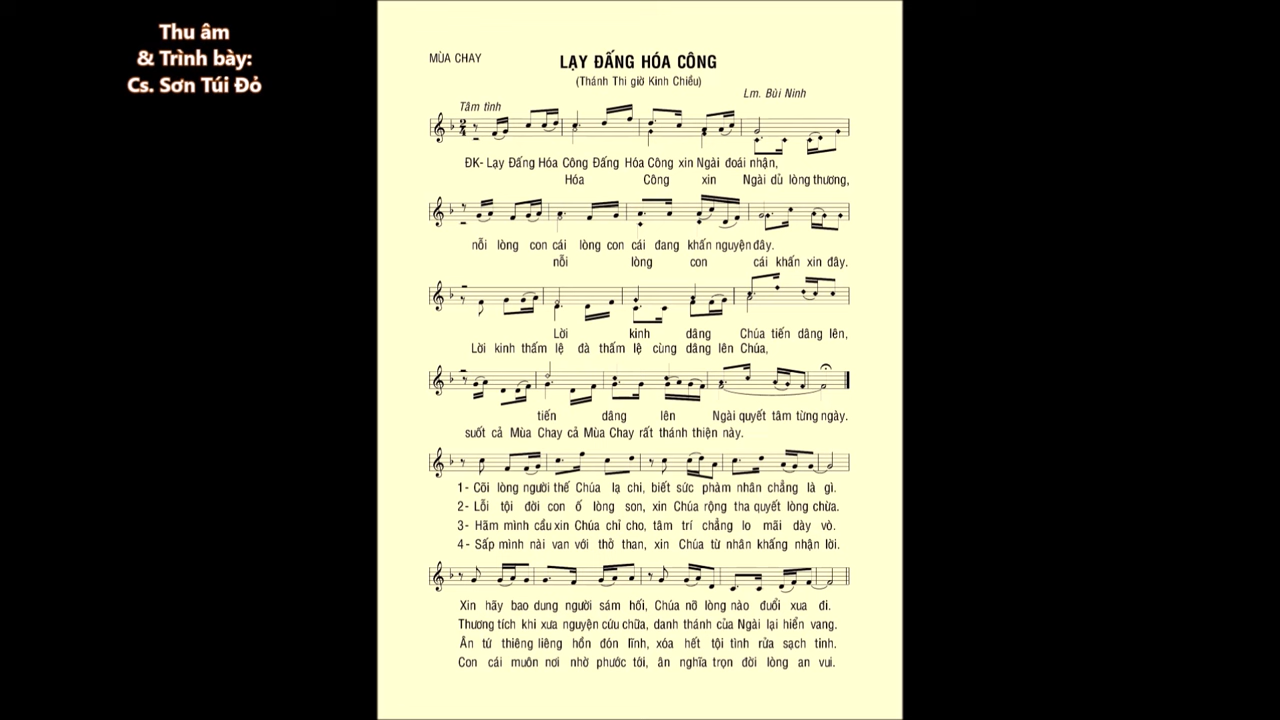 Thu âm
& Trình bày:
Cs. Sơn Túi Đỏ
MÙA CHAY
LẠY ĐẤNG HÓA CÔNG
(Thánh Thi giờ Kinh Chiều)
Lm. Bùi Ninh
Tâm tình
ĐK- Lạy Đấng Hóa Công Đấng Hóa Công xin Ngài đoái nhận,
Hóa Công xin Ngài dủ lòng thương,
nỗi lòng con cái lòng con cái đang khấn nguyện đây.
nỗi lòng con cái khấn xin đây.
Lời kinh dâng Chúa tiến dâng lên,
Lời kinh thấm lệ đà thấm lệ cùng dâng lên Chúa,
tiến dâng lên Ngài quyết tâm từng ngày.
suốt cả Mùa Chay cả Mùa Chay rất thánh thiện này.
1- Cõi lòng người thế Chúa lạ chi, biết sức phàm nhân chẳng là gì.
2- Lỗi tội đời con ố lòng son, xin Chúa rộng tha quyết lòng chừa.
3- Hãm mình cầu xin Chúa chỉ cho, tâm trí chẳng lo mãi dày vò.
4- Sấp mình nài van với thở than, xin Chúa từ nhân khấng nhận lời.
Xin hãy bao dung người sám hối, Chúa nỡ lòng nào đuổi xua đi.
Thương tích khi xưa nguyện cứu chữa, danh thánh của Ngài lại hiển vang.
Ân tứ thiêng liêng hồn đón lĩnh, xóa hết tội tình rửa sạch tinh.
Con cái muôn nơi nhờ phước tới, ân nghĩa trọn đời lòng an vui.